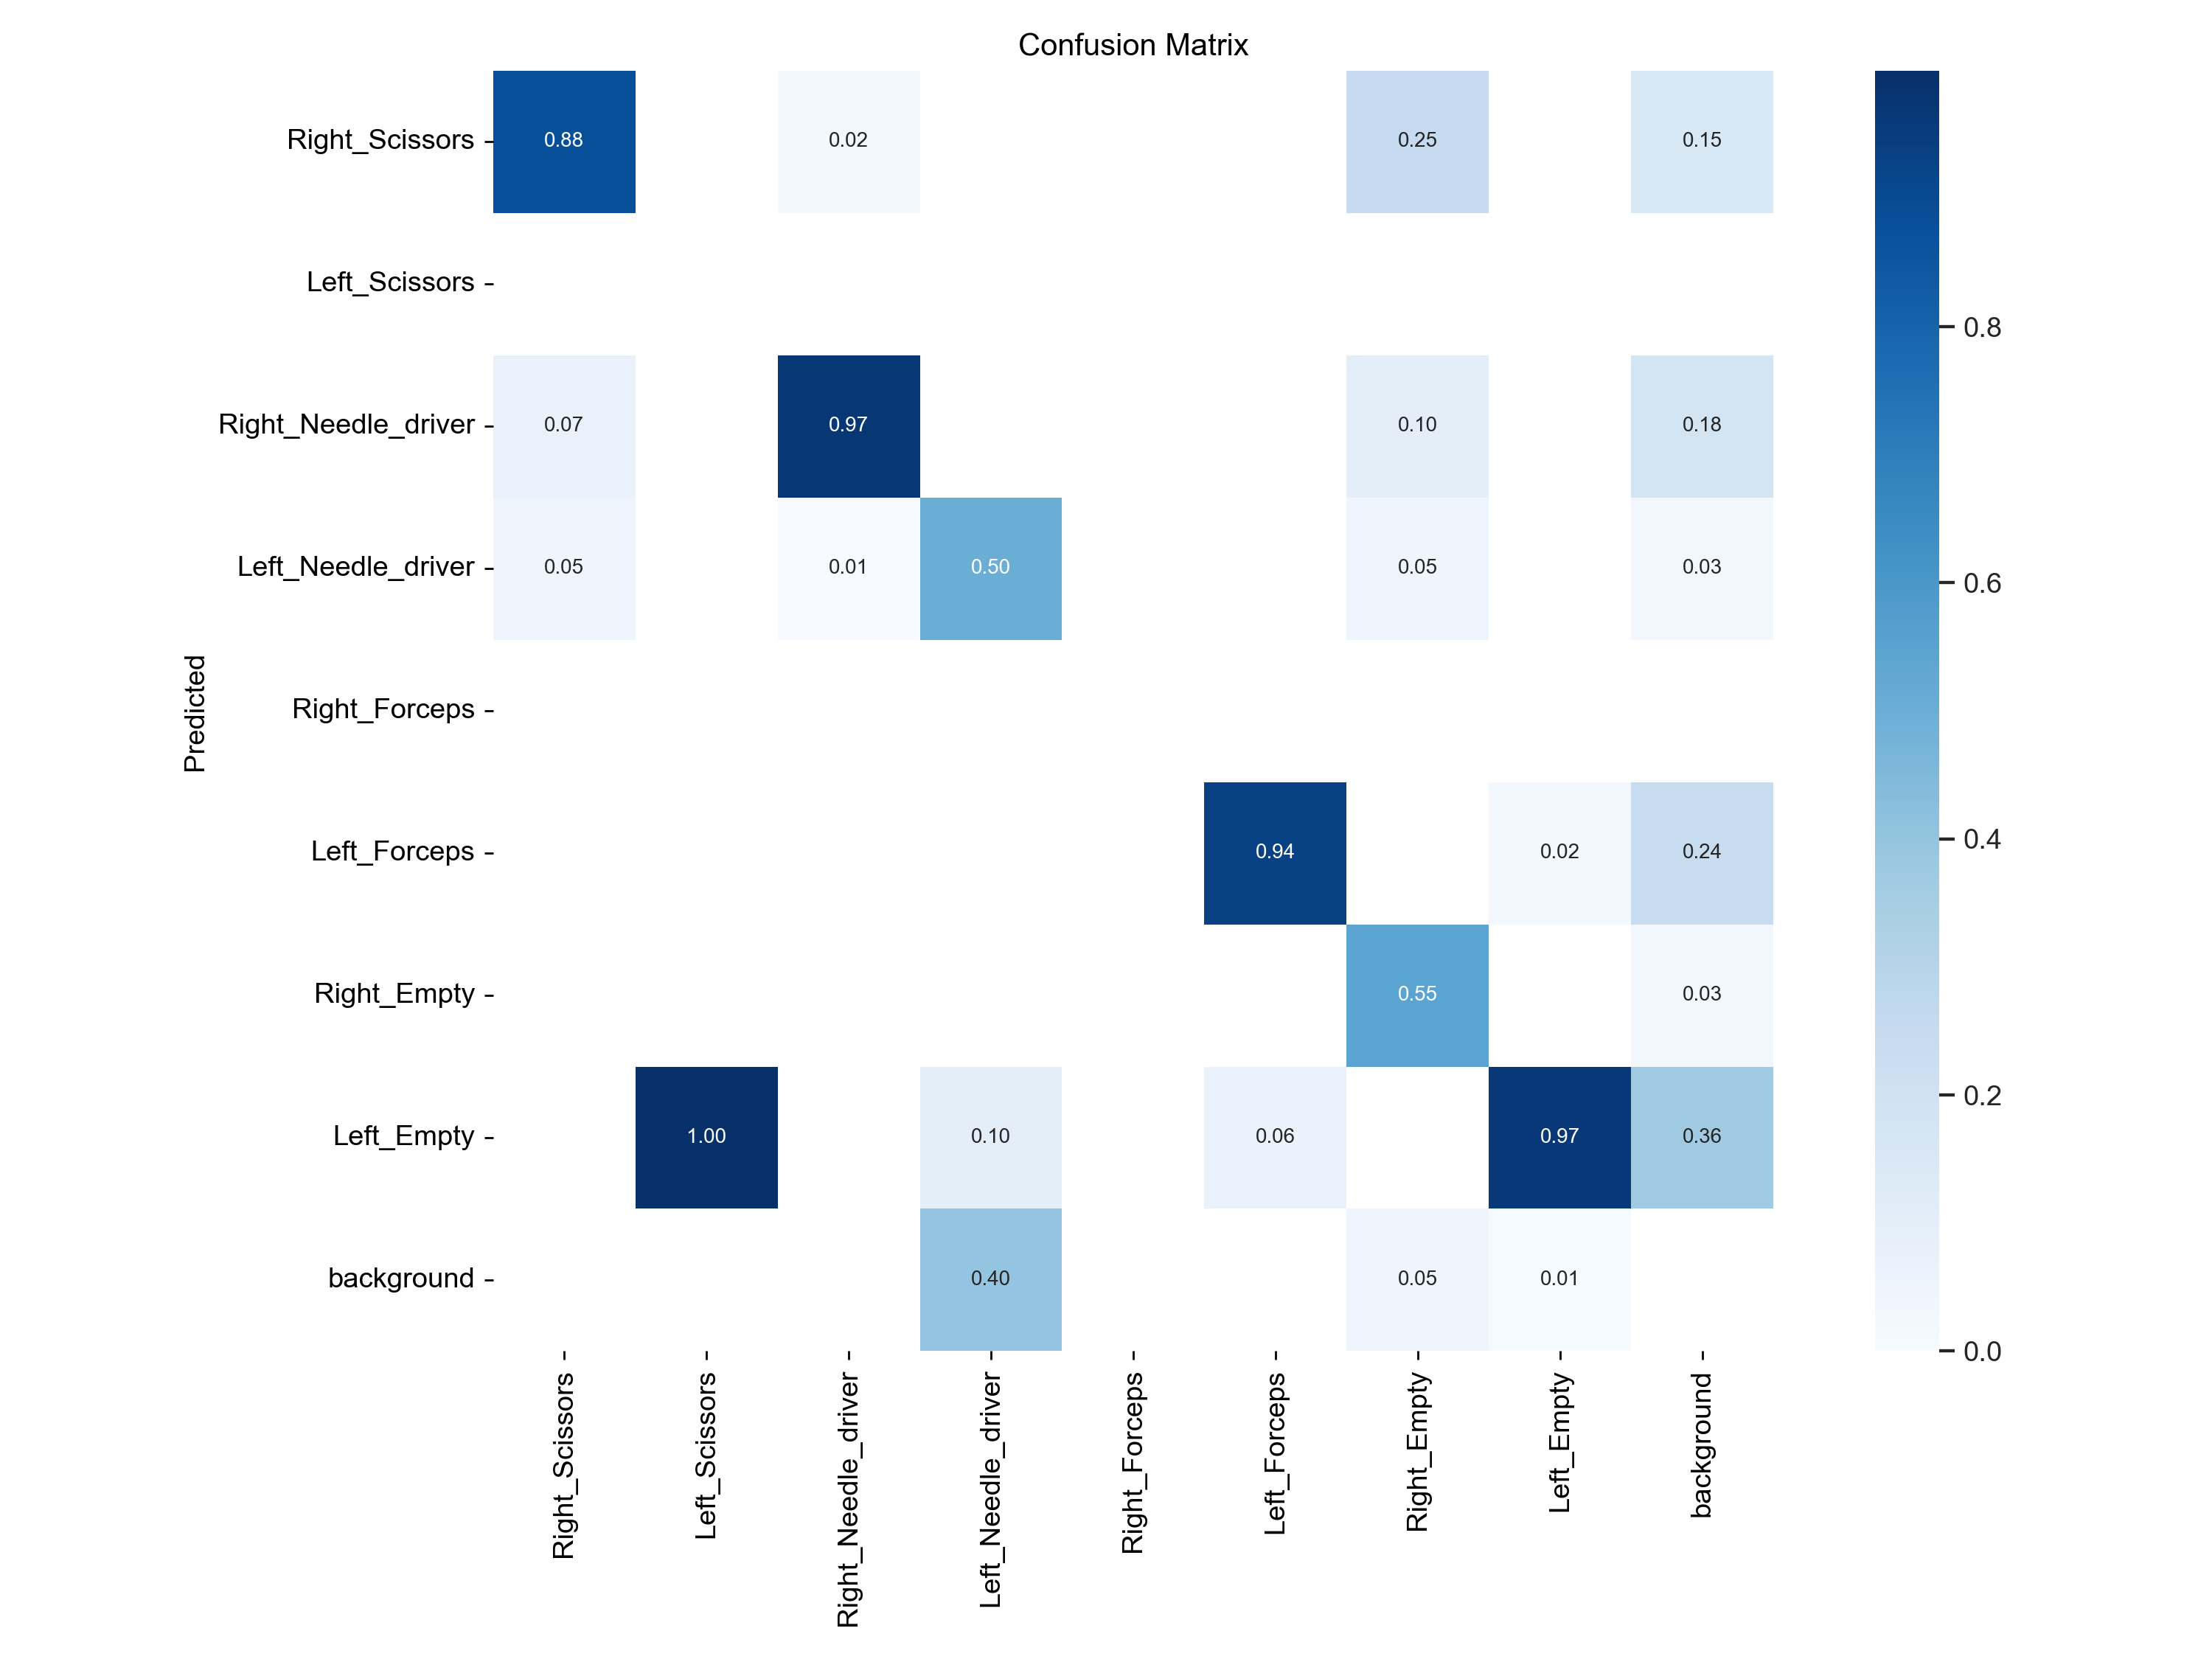 Confusion Matrix
Right_Scissors 0.88 0.02 0.25 0.15
Left_Scissors
0.8
Right_Needle_driver 0.07 0.97 0.10 0.18
Left_Needle_driver 0.05 0.01 0.50 0.05 0.03
0.6
Predicted
Right_Forceps
Left_Forceps 0.94 0.02 0.24
0.4
Right_Empty 0.55 0.03
Left_Empty 1.00 0.10 0.06 0.97 0.36
0.2
background 0.40 0.05 0.01
0.0
Right_Scissors
Left_Scissors
Right_Needle_driver
Left_Needle_driver
Right_Forceps
Left_Forceps
Right_Empty
Left_Empty
background